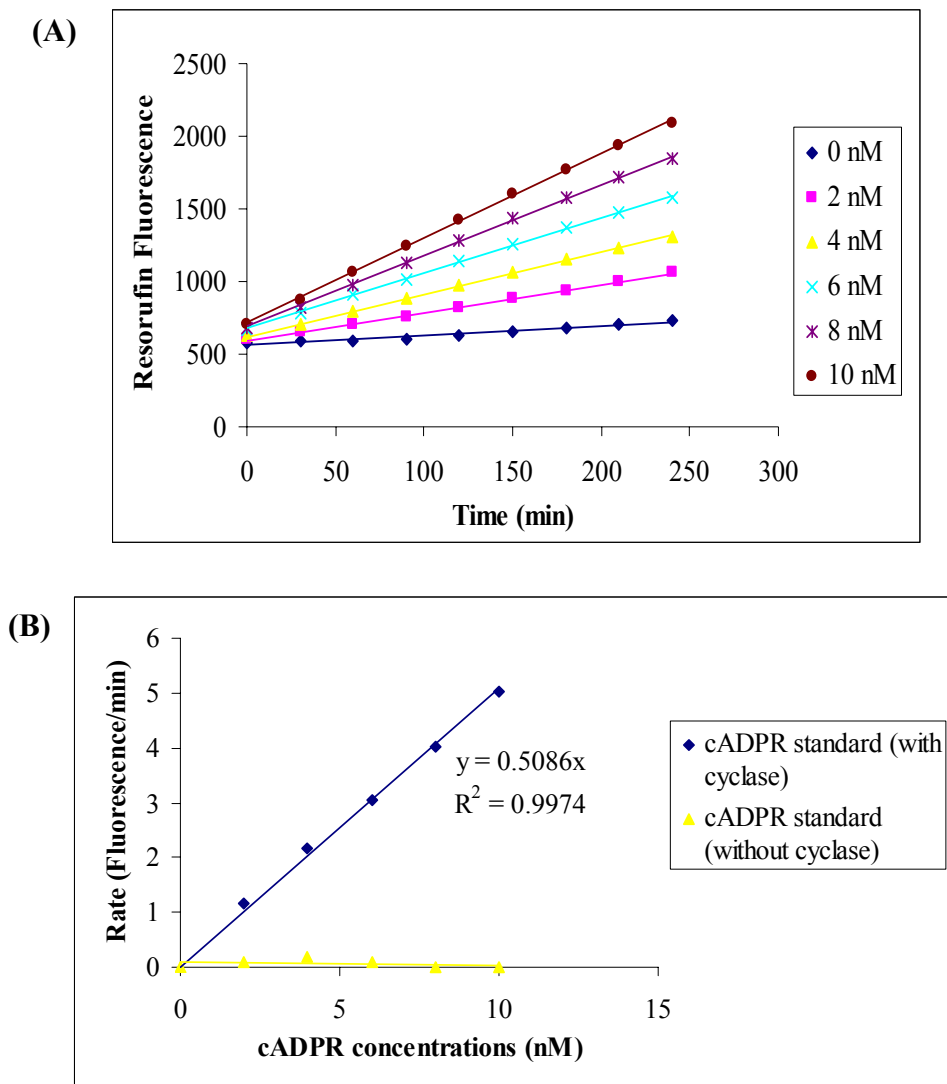 (A)
2500
2000
1500
1000
500
0
Resorufin Fluorescence
0 50 100 150 200 250 300
Time (min)
0 nM
2 nM
4 nM
6 nM
8 nM
10 nM
(B)
6
5
4
3
2
1
0
Rate (Fluorescence/min)
y = 0.5086x
R² = 0.9974
0 5 10 15
cADPR concentrations (nM)
cADPR standard (with
cyclase)
cADPR standard
(without cyclase)